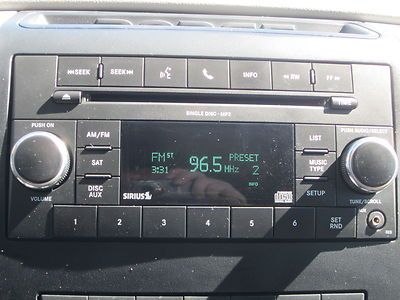 SEEK SEEK INFO RW FF
SINGLE DISC - MP3
TIME
PUSH ON
VOLUME
AM/FM
SAT
DISC AUX
FM ST 96.5 MHz PRESET 2
3:31
INFO
SIRIUS
LIST
MUSIC TYPE
SETUP
PUSH AUDIO/SELECT
TUNE/SCROLL
1 2 3 4 5 6 SET RND